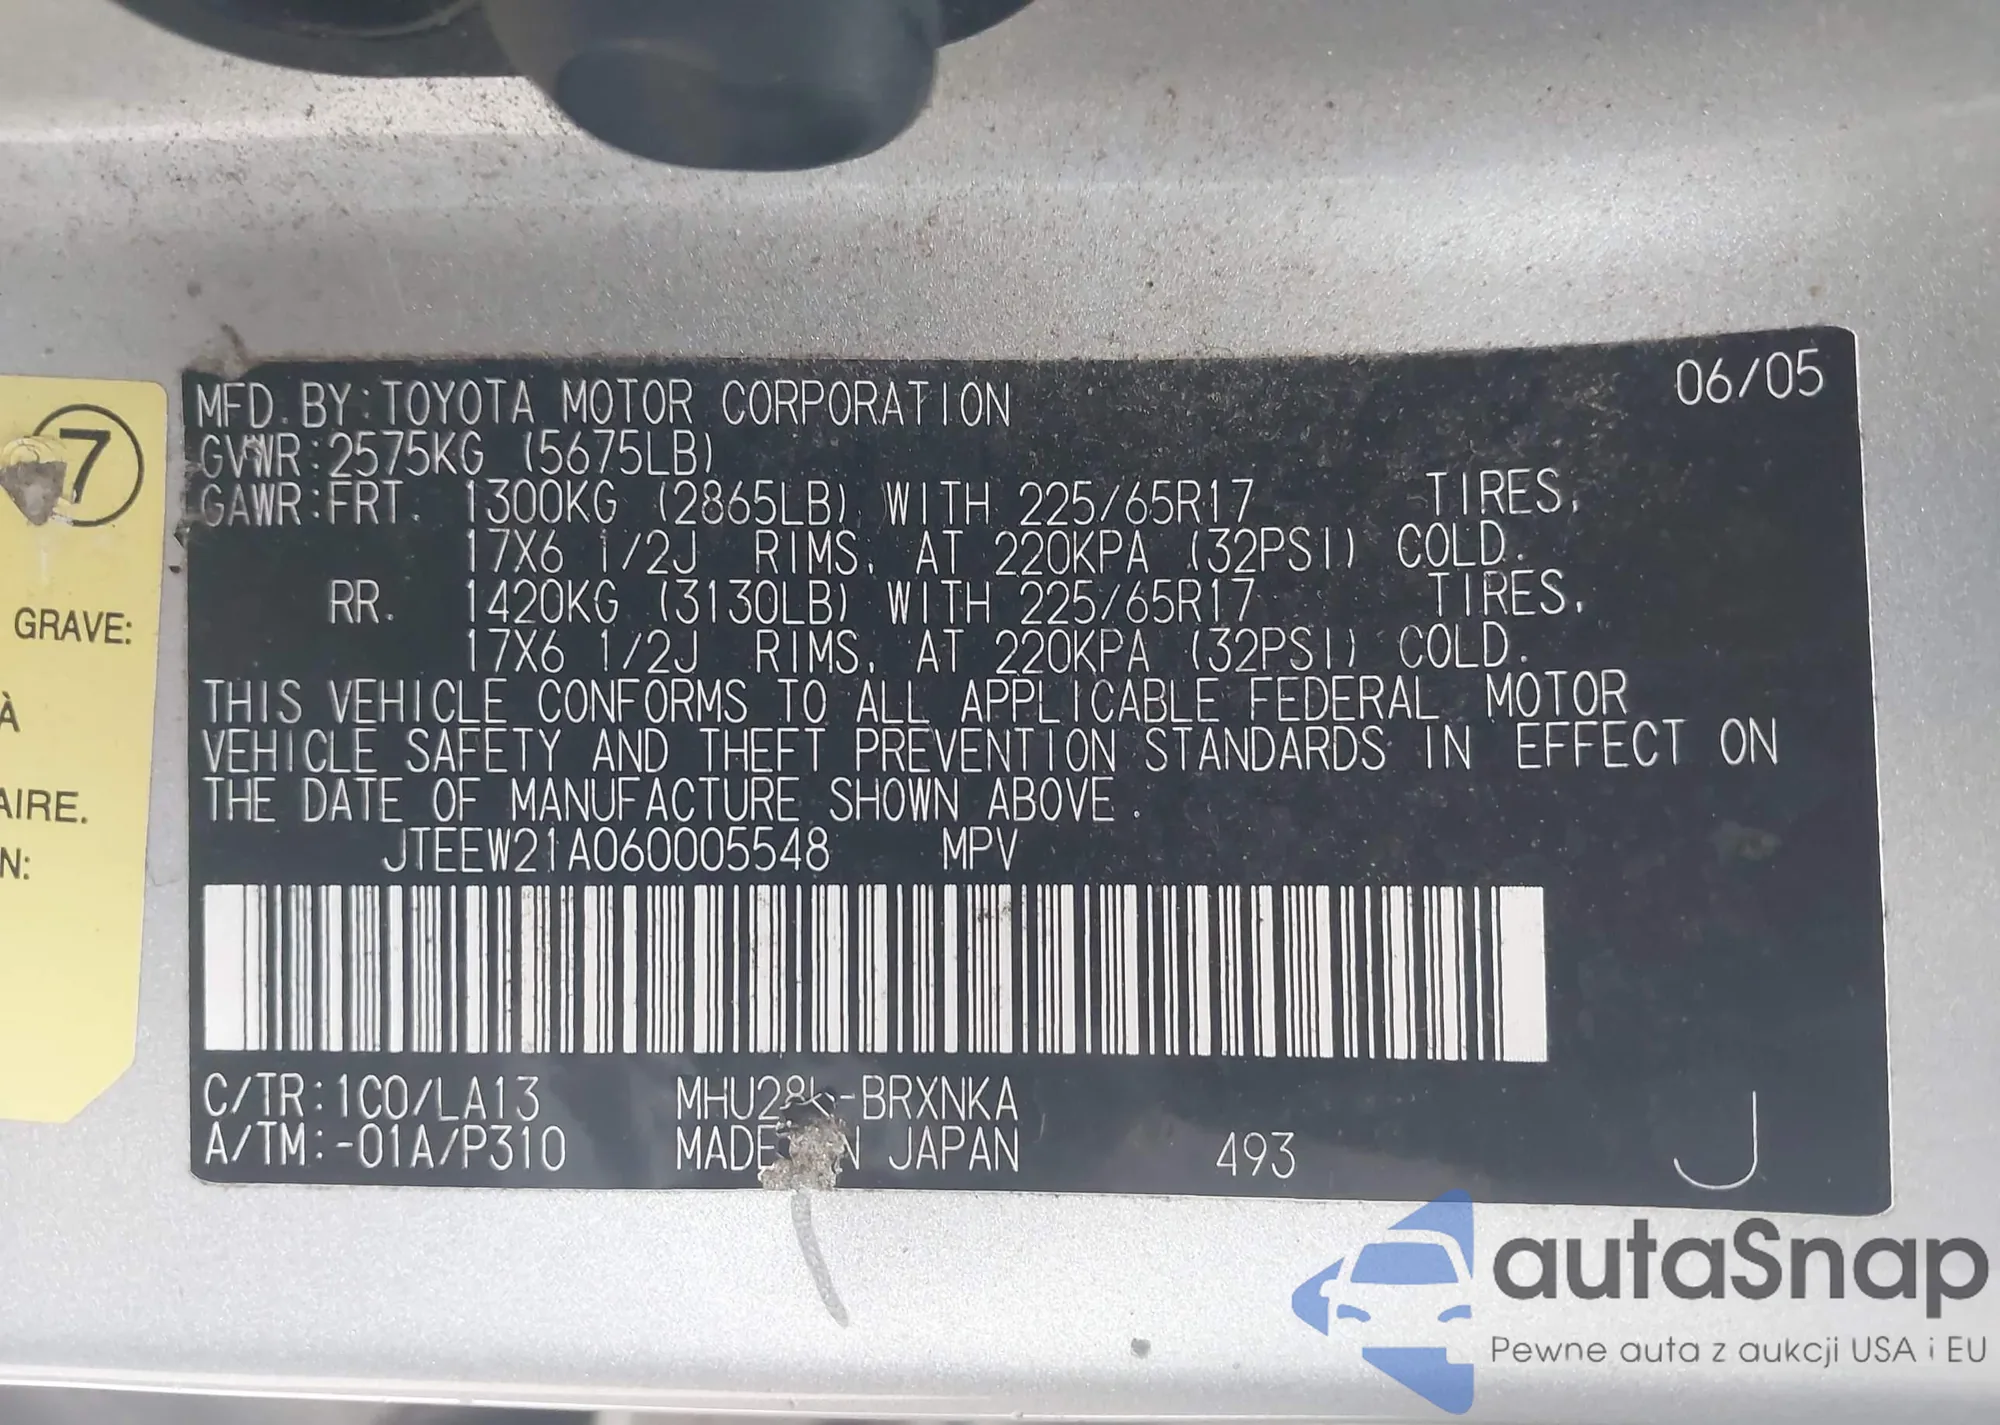 06/05
MFD. BY:TOYOTA MOTOR CORPORATION
GVWR:2575KG (5675LB)
GAWR:FRT. 1300KG (2865LB) WITH 225/65R17 TIRES,
17X6 1/2J RIMS, AT 220KPA (32PSI) COLD.
RR. 1420KG (3130LB) WITH 225/65R17 TIRES,
17X6 1/2J RIMS, AT 220KPA (32PSI) COLD.
THIS VEHICLE CONFORMS TO ALL APPLICABLE FEDERAL MOTOR
VEHICLE SAFETY AND THEFT PREVENTION STANDARDS IN EFFECT ON
THE DATE OF MANUFACTURE SHOWN ABOVE.
JTEEW21A060005548 MPV
C/TR:1C0/LA13 MHU28L-BRXNKA
A/TM:-01A/P310 MADE IN JAPAN 493 J
7
GRAVE:
À
AIRE.
N:
autoSnap
Pewne auta z aukcji USA i EU